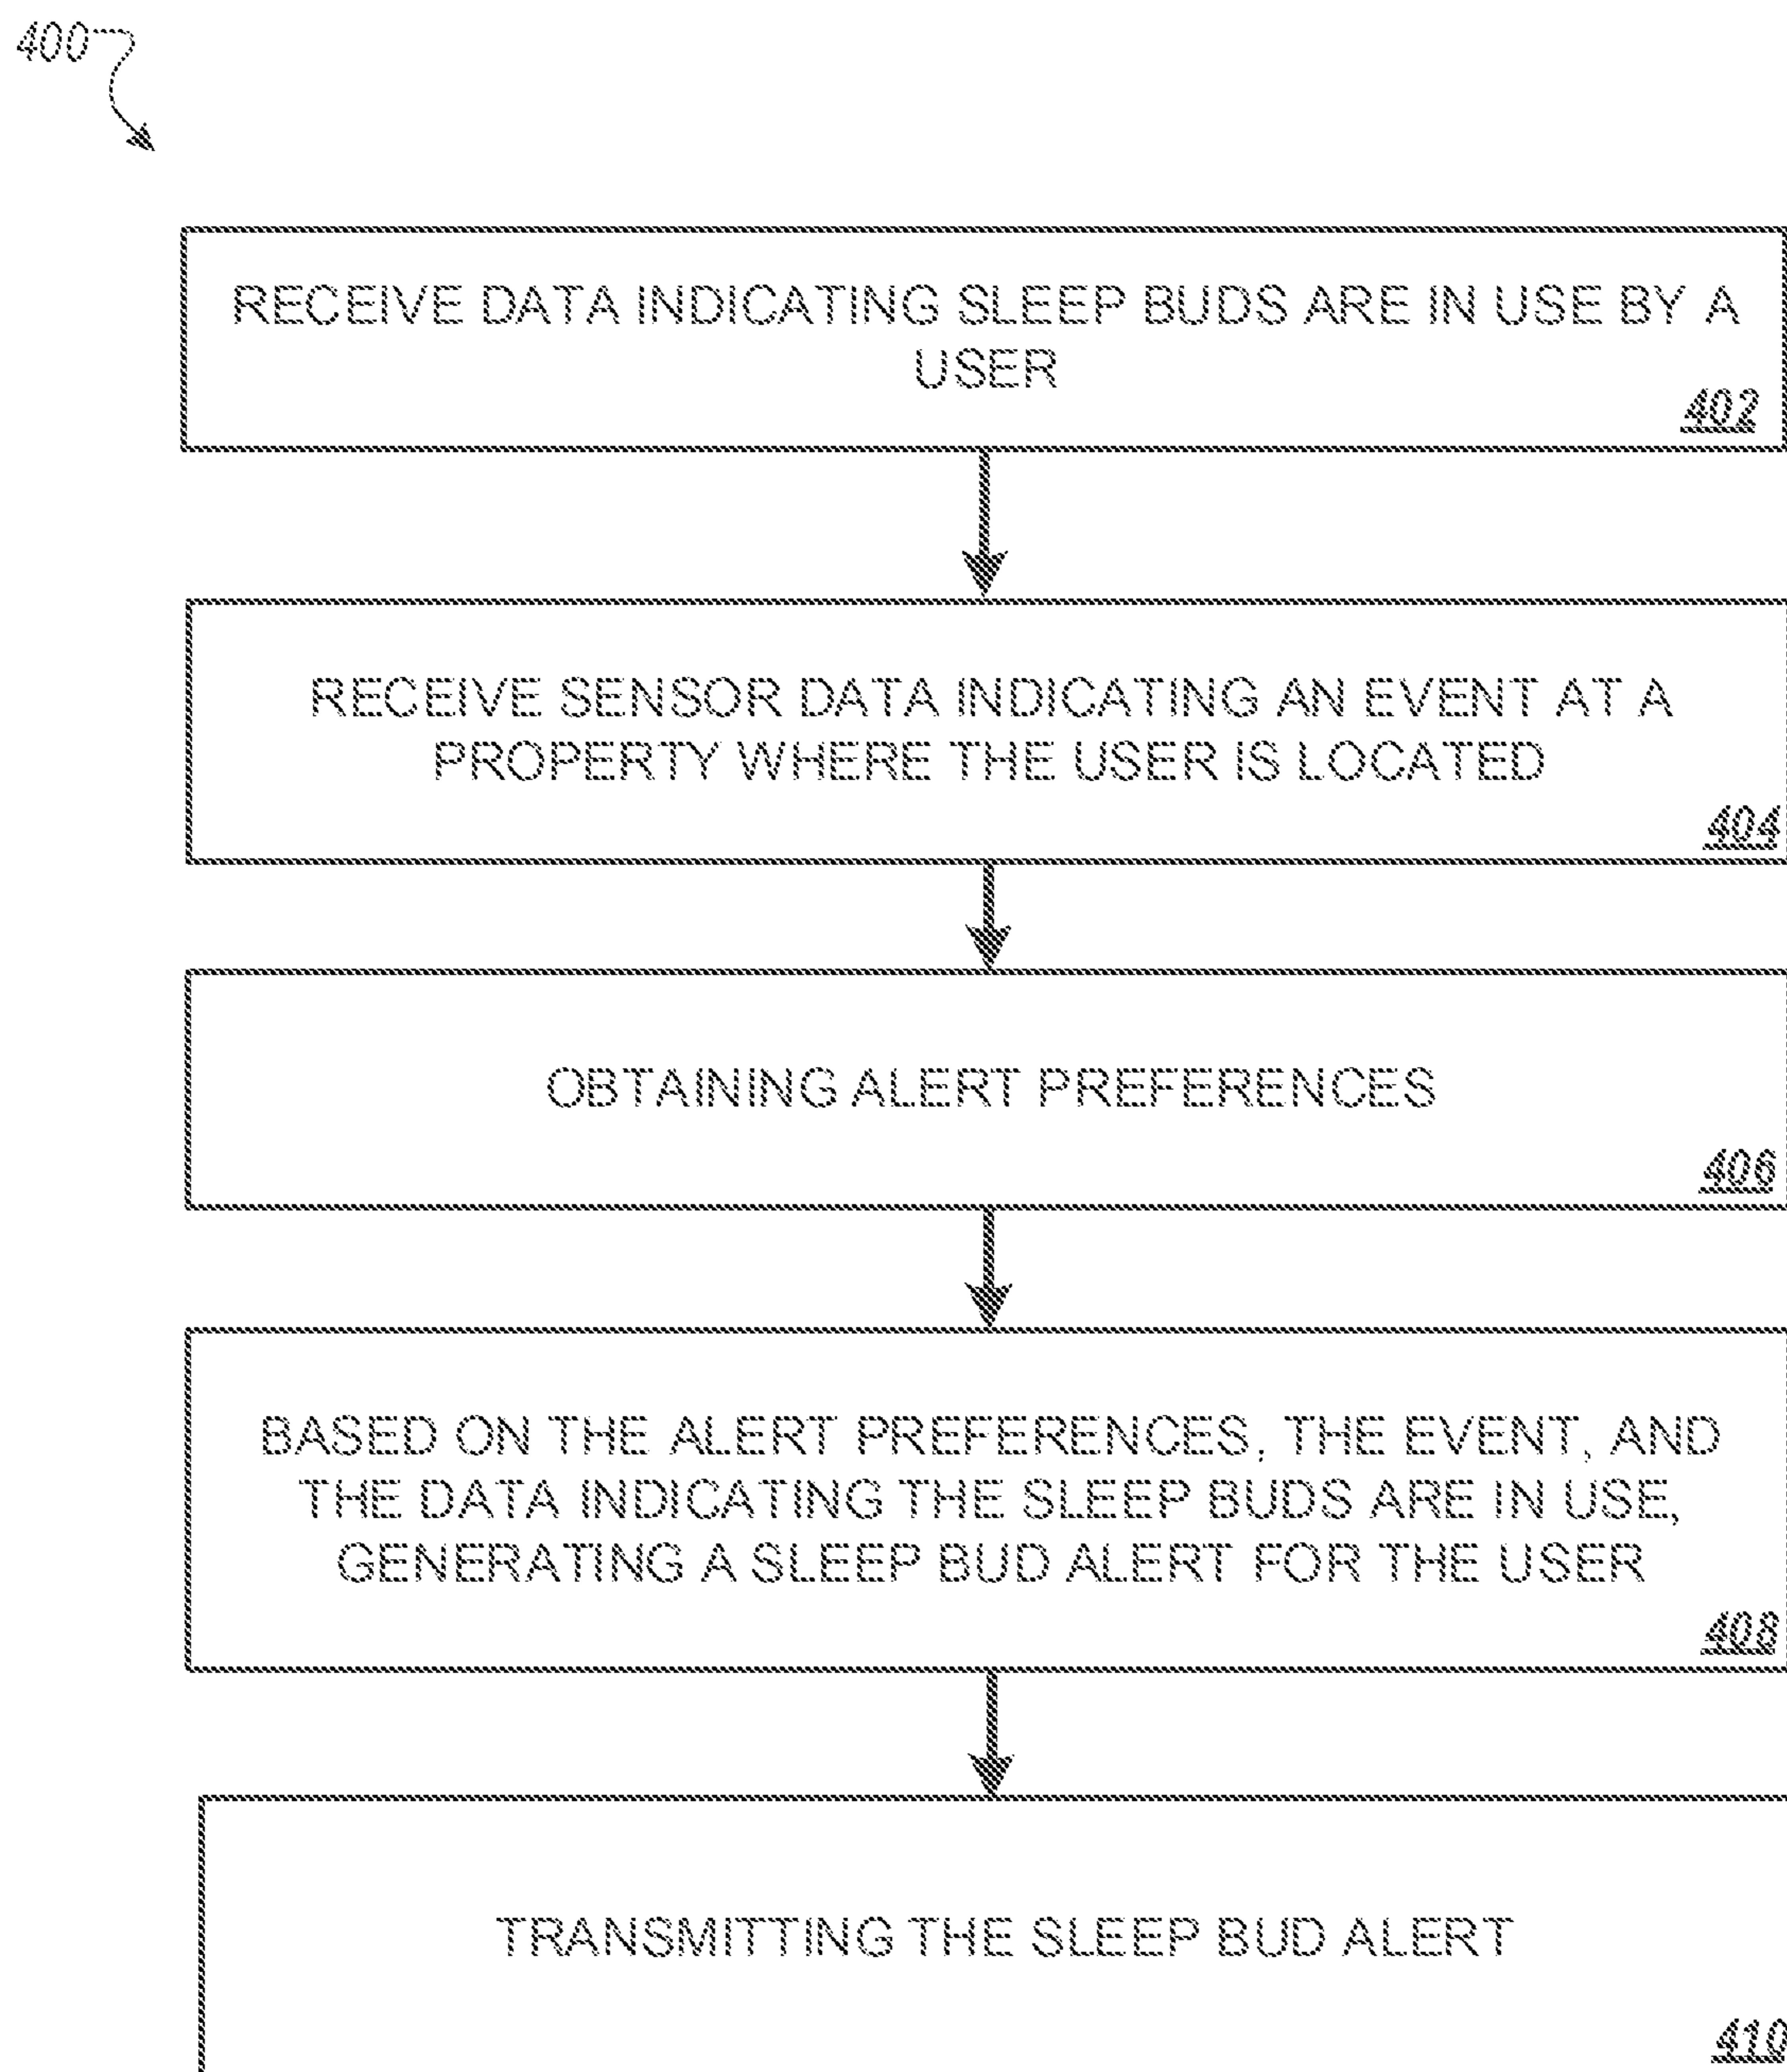 400
RECEIVE DATA INDICATING SLEEP BUDS ARE IN USE BY A
USER
402
RECEIVE SENSOR DATA INDICATING AN EVENT AT A
PROPERTY WHERE THE USER IS LOCATED
404
OBTAINING ALERT PREFERENCES
406
BASED ON THE ALERT PREFERENCES, THE EVENT, AND
THE DATA INDICATING THE SLEEP BUDS ARE IN USE,
GENERATING A SLEEP BUD ALERT FOR THE USER
408
TRANSMITTING THE SLEEP BUD ALERT
410